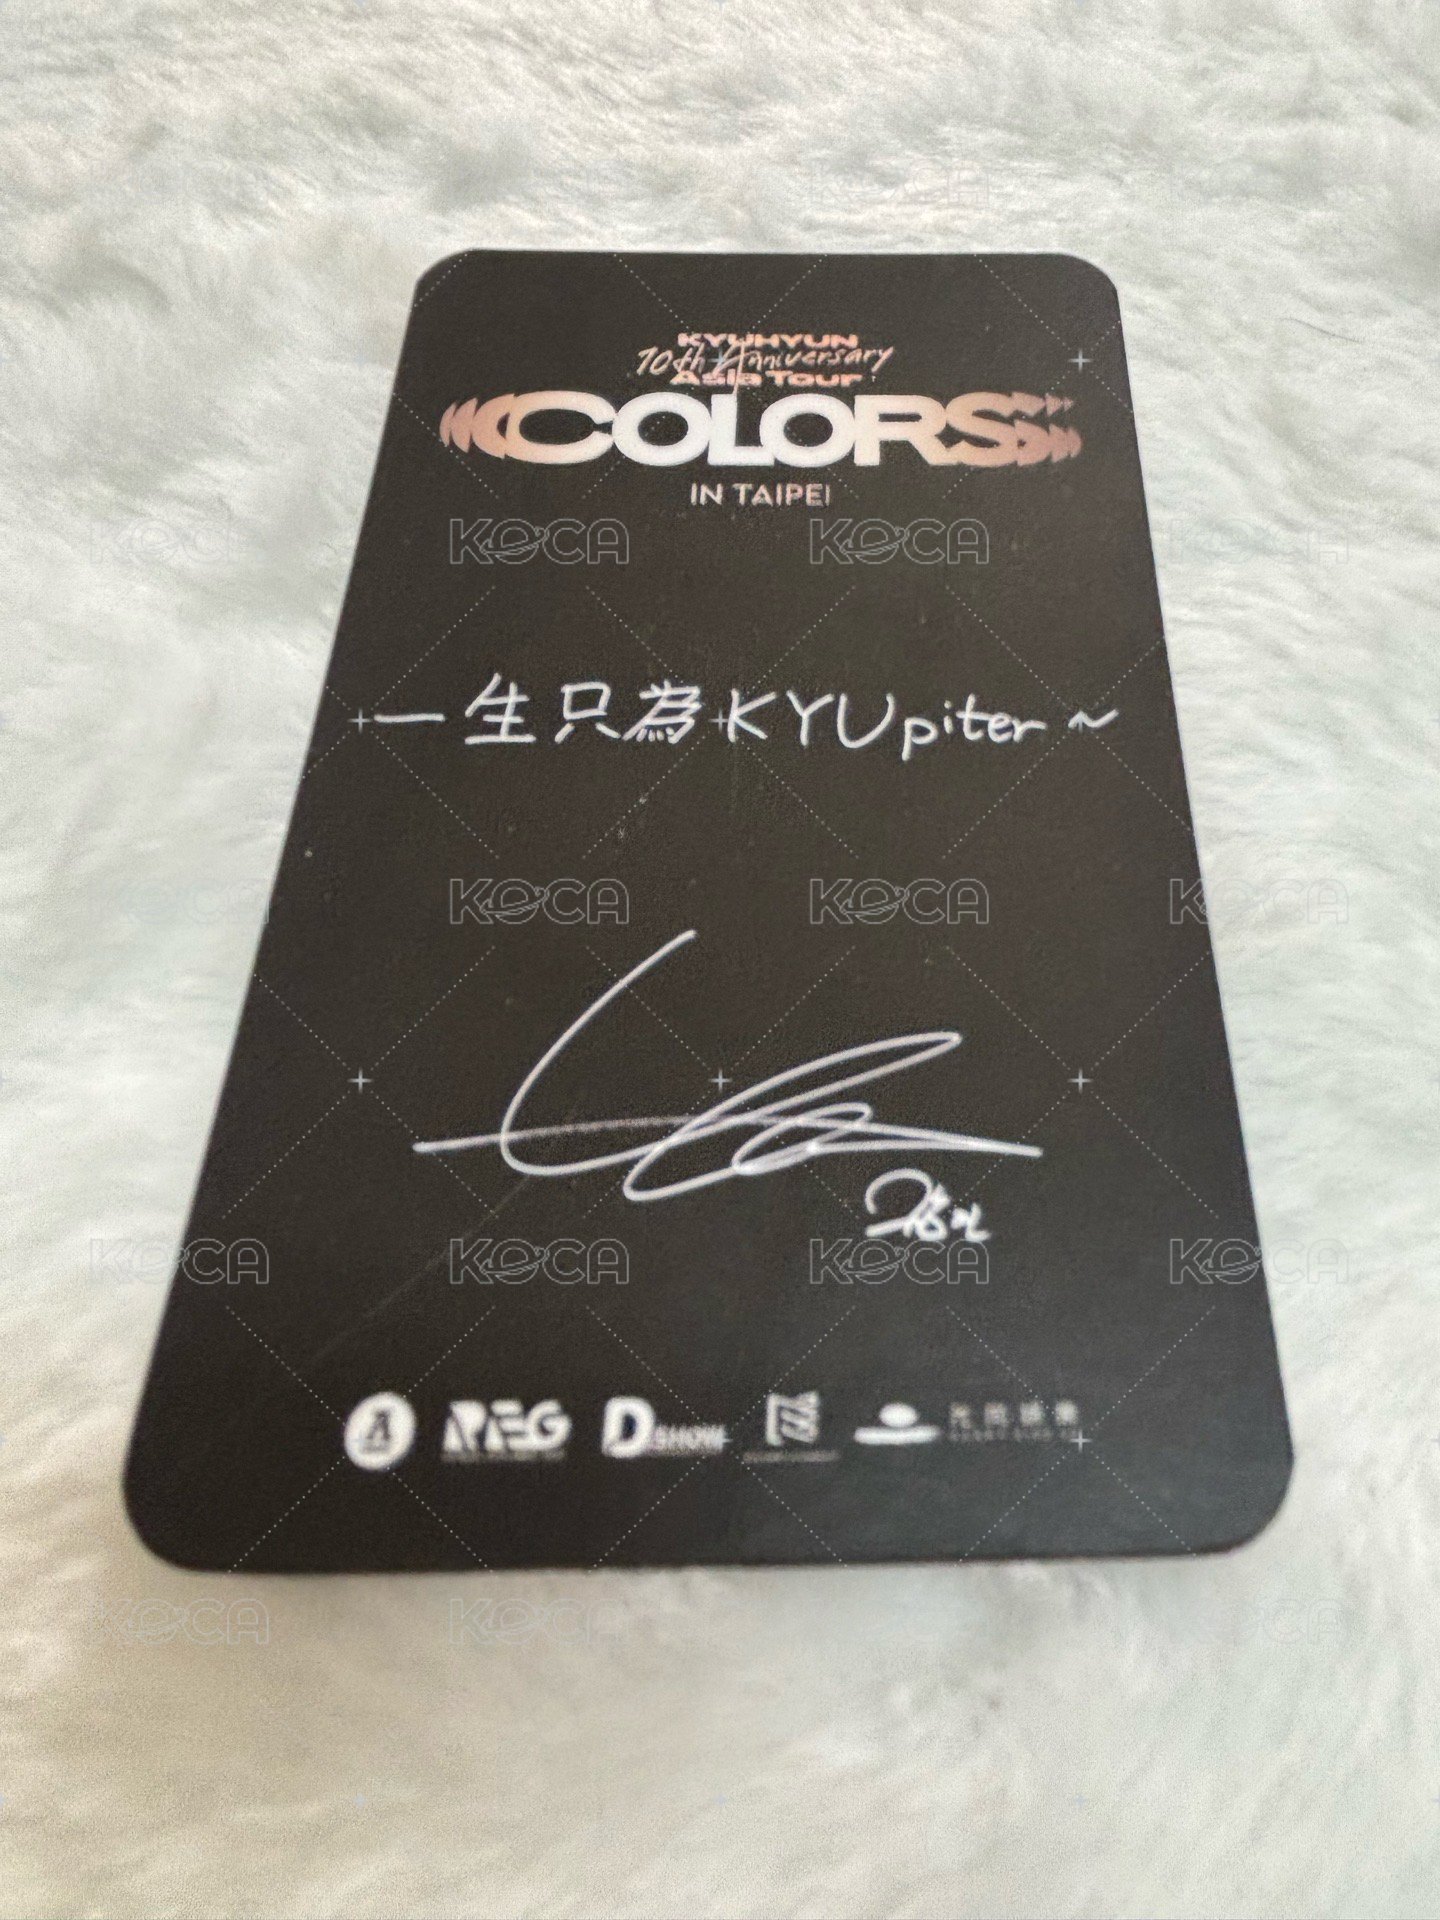 KYUHYUN
10th Anniversary
Asia Tour
COLORS
IN TAIPEI
一生只為KYUpiter~
DSHOW
KOCA